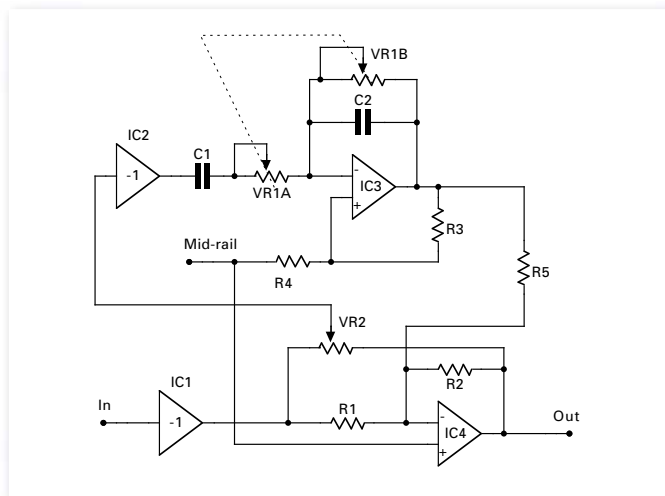 VR1B
C2
IC2
-1
C1
VR1A
-
IC3
+
R3
Mid-rail
R4
R5
VR2
R2
IC1
In
-1
R1
-
IC4
+
Out